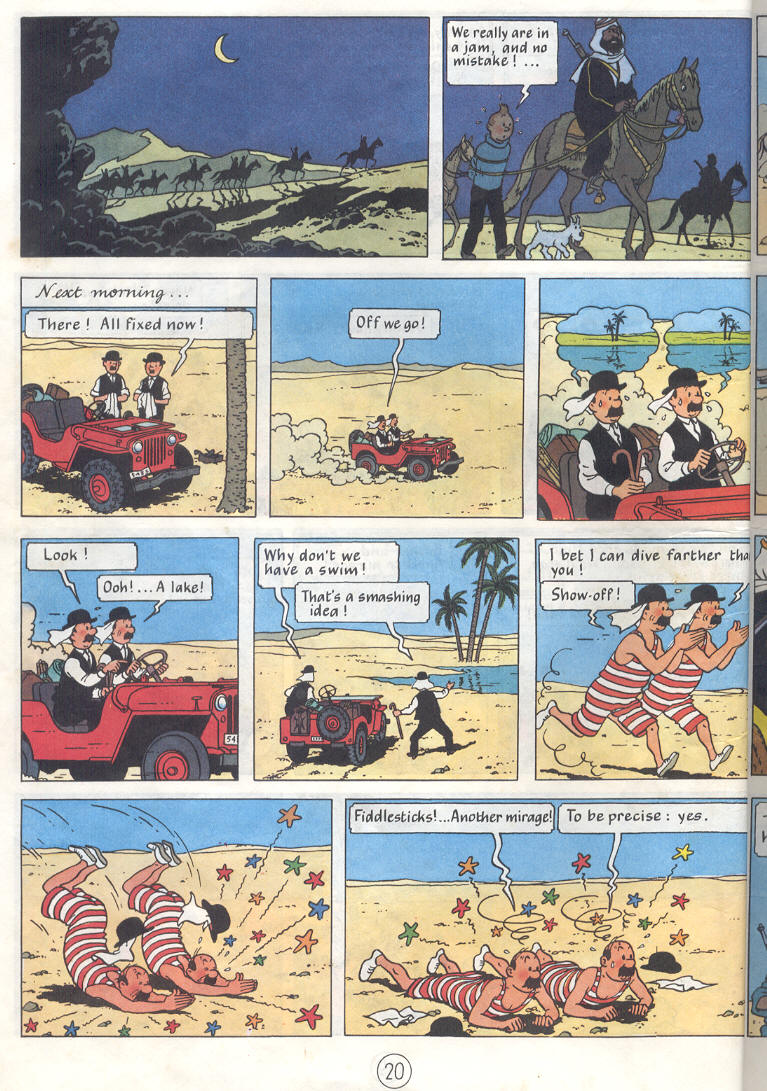 We really are in
a jam, and no
mistake! ...
Next morning...
There! All fixed now!
Off we go!
Look!
Ooh!...A lake!
54
Why don't we
have a swim!
That's a smashing
idea!
I bet I can dive farther tha
you!
Show-off!
Fiddlesticks!...Another mirage!
To be precise: yes.
20